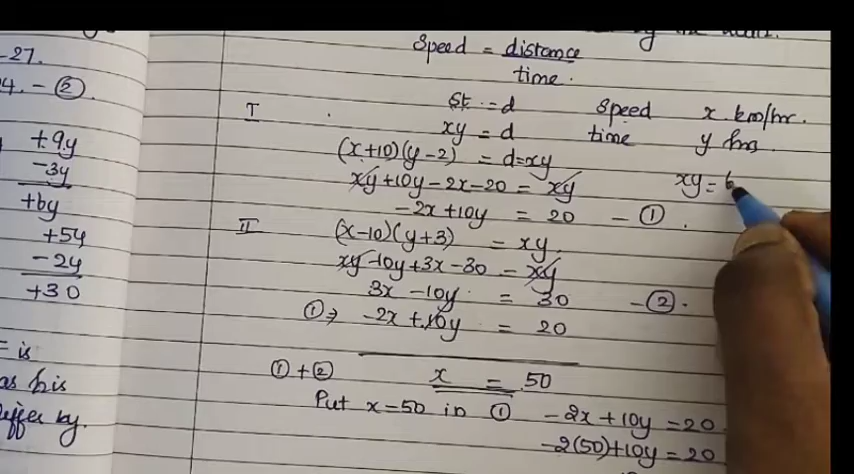 -27.
4. - ②.
+9y
-3y
+6y
+54
-24
+30
= is
as his
differ by.
Speed = distance
time.
I
St = d
Speed x km/hr.
xy = d
time y hrs
(x+10)(y-2) = d=xy
xy+10y-2x-20 = xy
xy = 6
-2x+10y = 20 - ①.
II
(x-10)(y+3) = xy.
xy-10y+3x-30 = xy
3x-10y = 30 - ②.
①⇒ -2x+10y = 20
①+② x = 50
Put x=50 in ① -2x+10y=20
-2(50)+10y=20